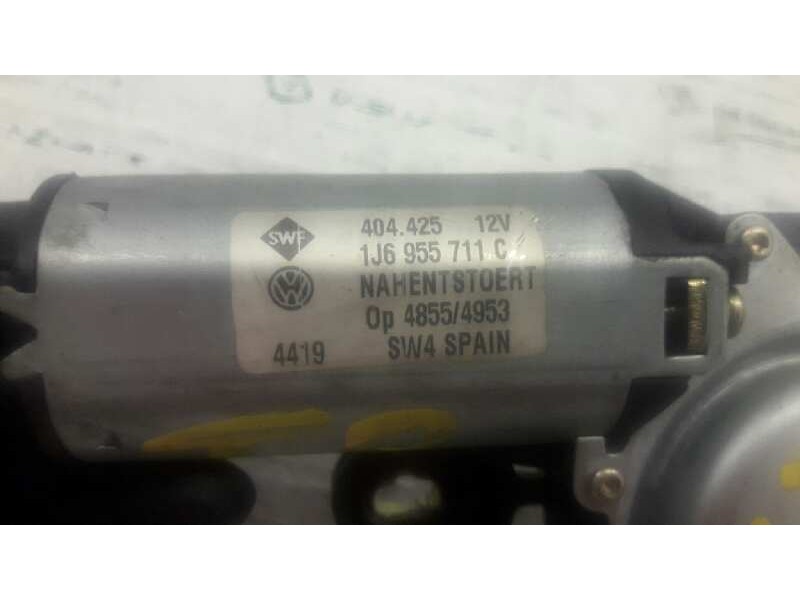 SWF 404.425 12V
1J6 955 711 C
NAHENTSTOERT
Op 4855/4953
4419 SW4 SPAIN